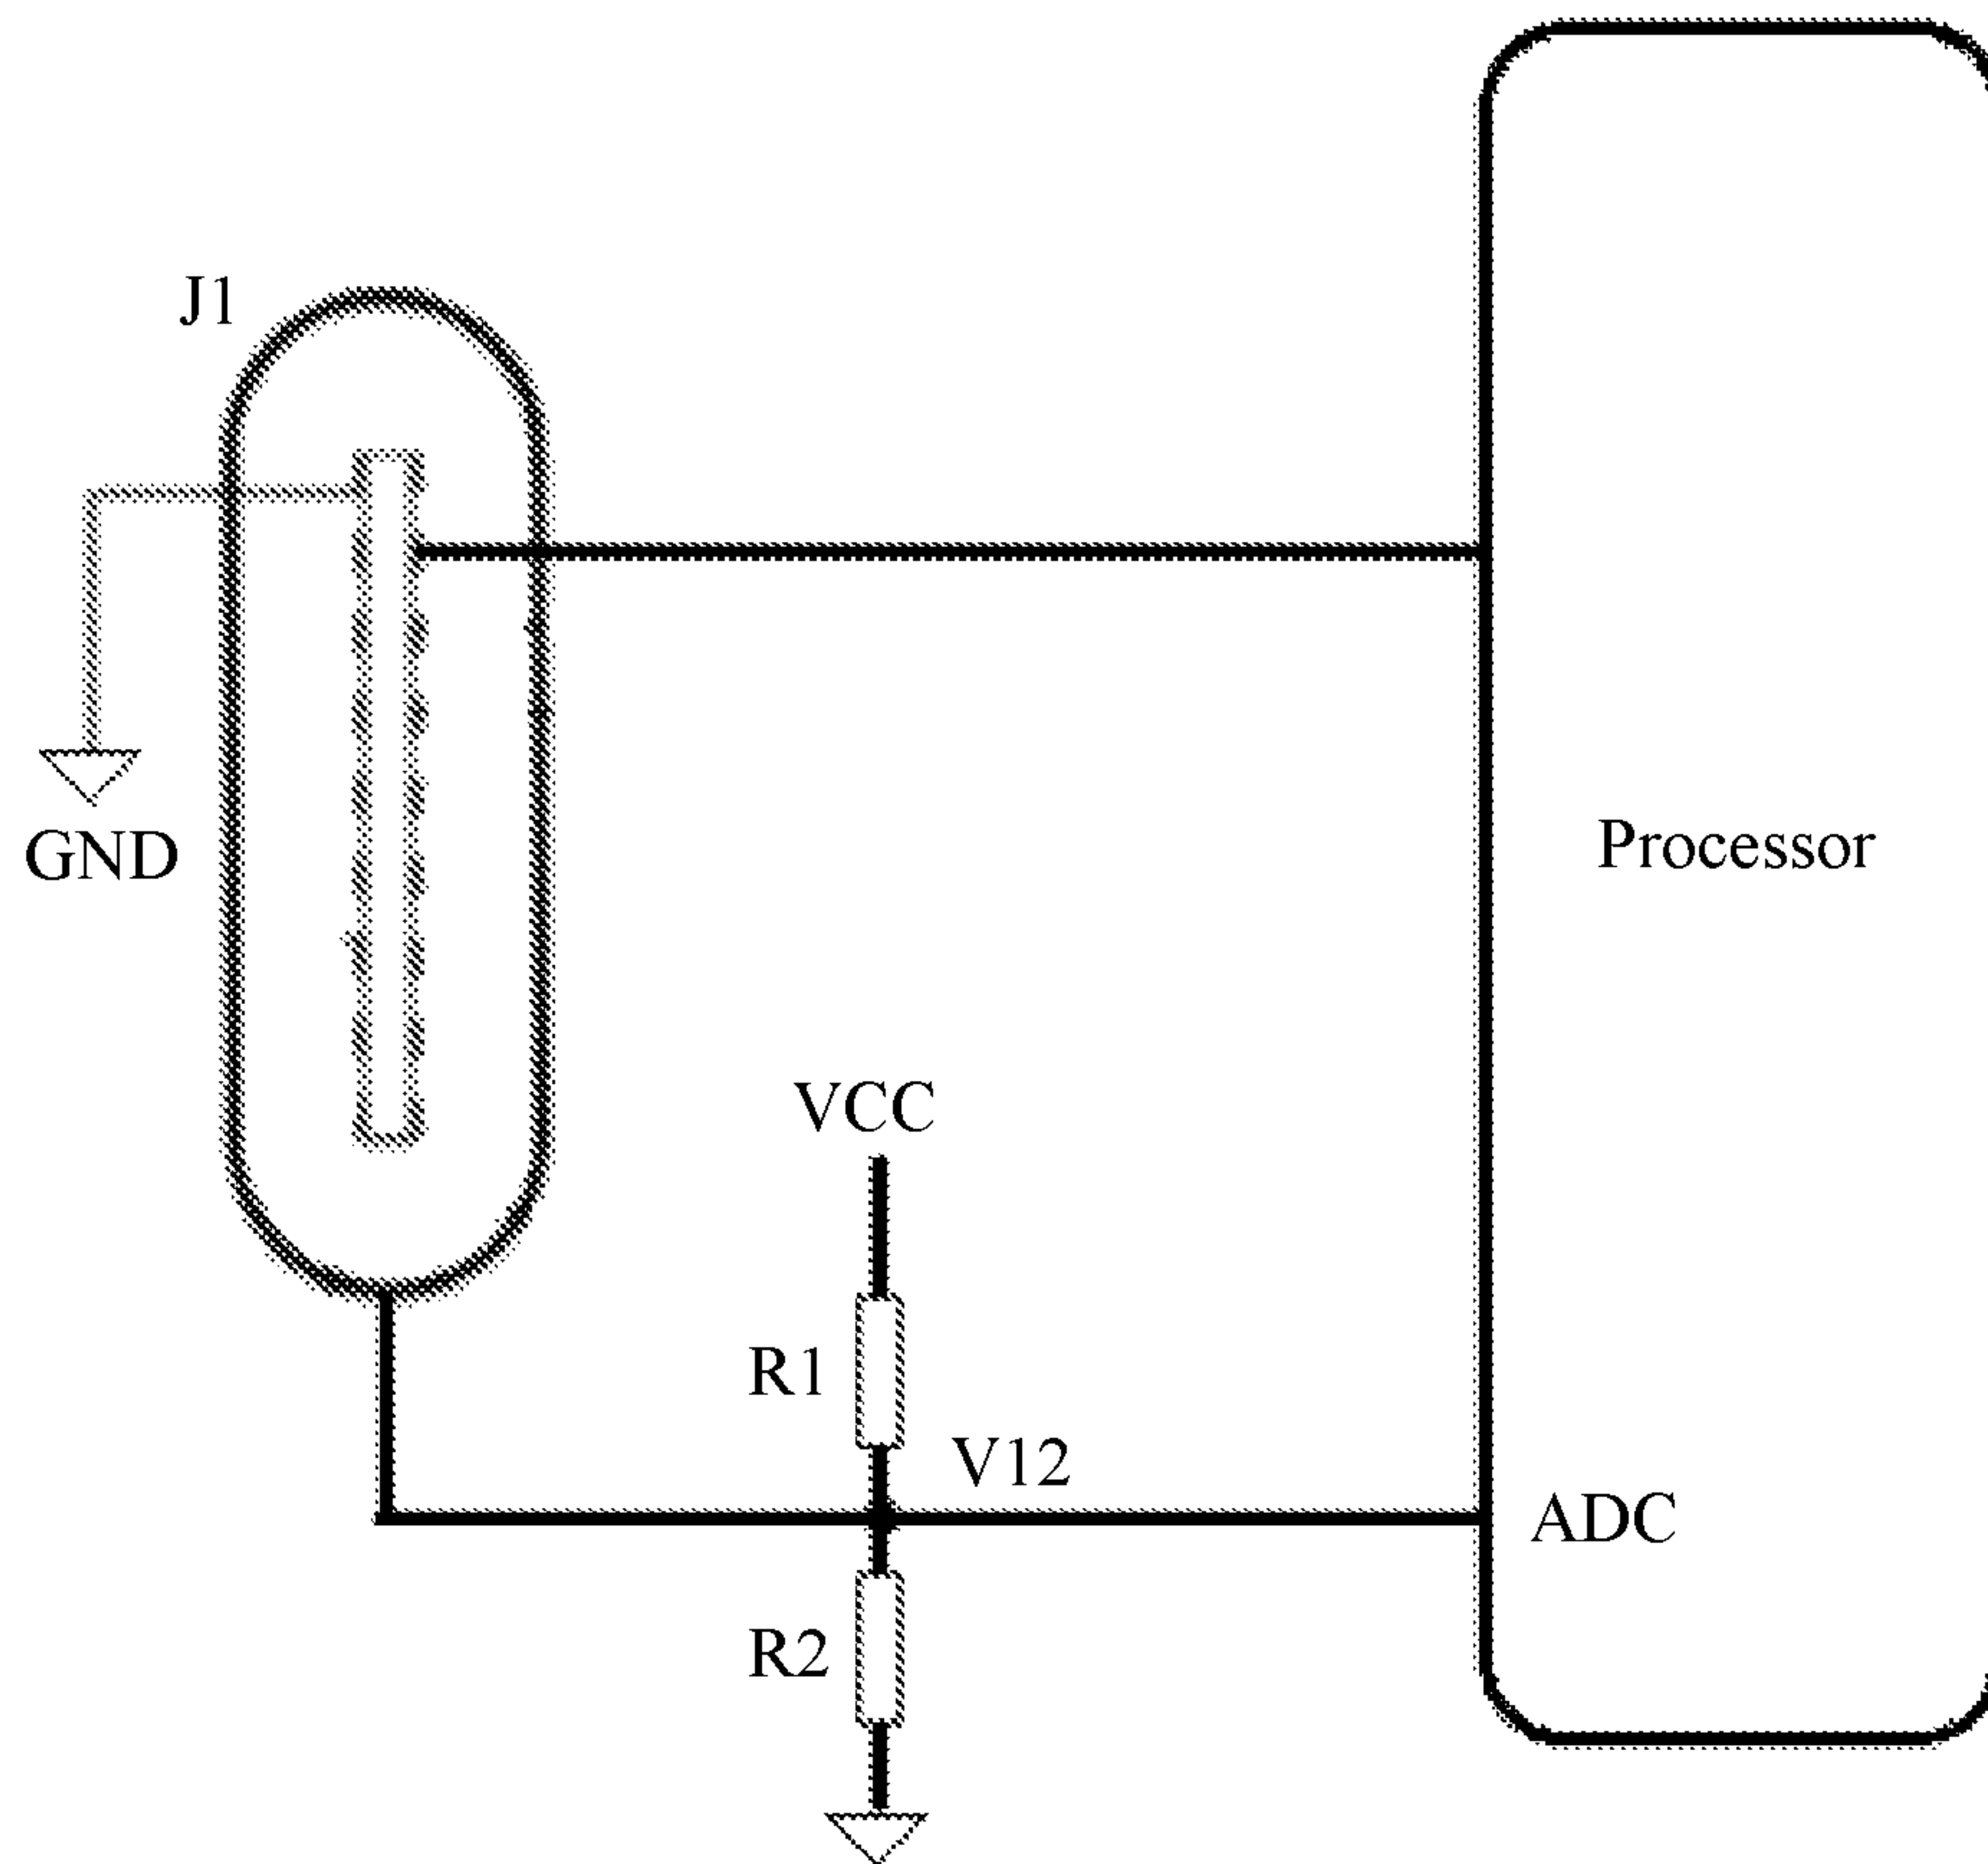 J1
GND
Processor
VCC
R1
V12
ADC
R2